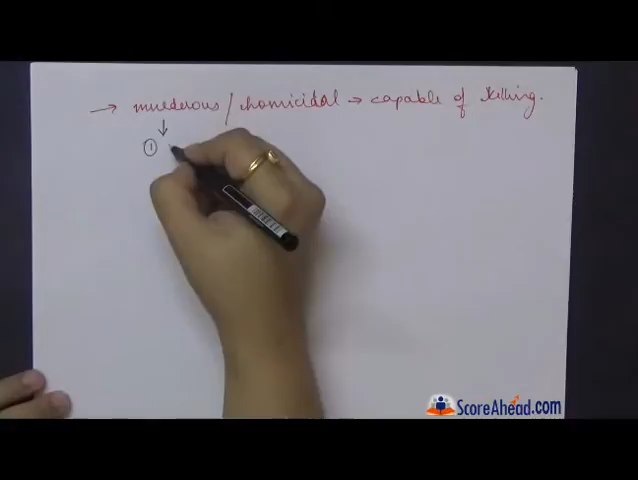 → murderous / homicidal → capable of killing.
↓
①
ScoreAhead.com